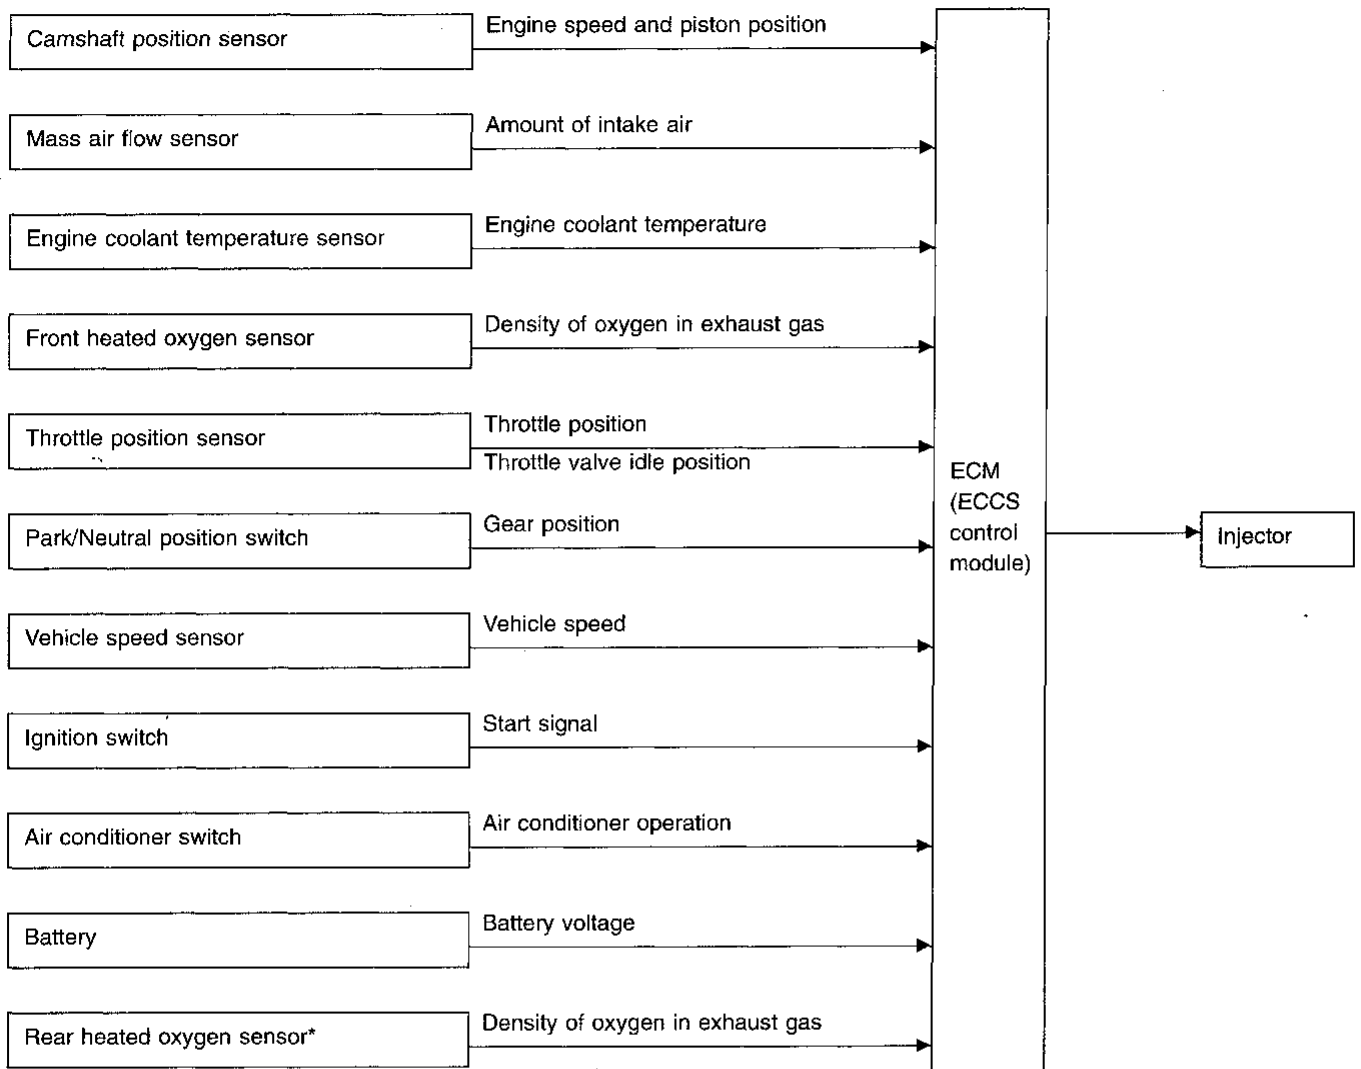 Camshaft position sensor
Engine speed and piston position
Mass air flow sensor
Amount of intake air
Engine coolant temperature sensor
Engine coolant temperature
Front heated oxygen sensor
Density of oxygen in exhaust gas
Throttle position sensor
Throttle position
Throttle valve idle position
Park/Neutral position switch
Gear position
Vehicle speed sensor
Vehicle speed
Ignition switch
Start signal
Air conditioner switch
Air conditioner operation
Battery
Battery voltage
Rear heated oxygen sensor*
Density of oxygen in exhaust gas
ECM
(ECCS
control
module)
Injector